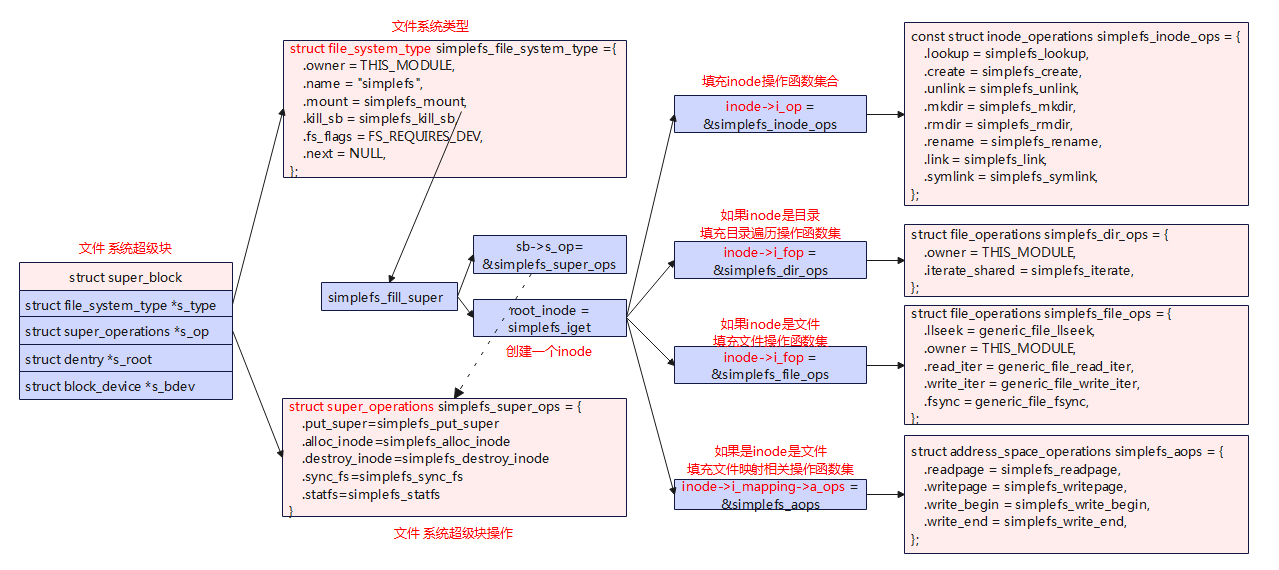 文件系统类型
struct file_system_type simplefs_file_system_type ={
.owner = THIS_MODULE,
.name = "simplefs",
.mount = simplefs_mount,
.kill_sb = simplefs_kill_sb
.fs_flags = FS_REQUIRES_DEV,
.next = NULL,
};
文件系统超级块
struct super_block
struct file_system_type *s_type
struct super_operations *s_op
struct dentry *s_root
struct block_device *s_bdev
simplefs_fill_super
sb->s_op=
&simplefs_super_ops
root_inode =
simplefs_iget
创建一个inode
struct super_operations simplefs_super_ops = {
.put_super=simplefs_put_super
.alloc_inode=simplefs_alloc_inode
.destroy_inode=simplefs_destroy_inode
.sync_fs=simplefs_sync_fs
.statfs=simplefs_statfs
}
文件系统超级块操作
填充inode操作函数集合
inode->i_op =
&simplefs_inode_ops
如果inode是目录
填充目录遍历操作函数集
inode->i_fop =
&simplefs_dir_ops
如果inode是文件
填充文件操作函数集
inode->i_fop =
&simplefs_file_ops
如果是inode是文件
填充文件映射相关操作函数集
inode->i_mapping->a_ops =
&simplefs_aops
const struct inode_operations simplefs_inode_ops = {
.lookup = simplefs_lookup,
.create = simplefs_create,
.unlink = simplefs_unlink,
.mkdir = simplefs_mkdir,
.rmdir = simplefs_rmdir,
.rename = simplefs_rename,
.link = simplefs_link,
.symlink = simplefs_symlink,
};
struct file_operations simplefs_dir_ops = {
.owner = THIS_MODULE,
.iterate_shared = simplefs_iterate,
};
struct file_operations simplefs_file_ops = {
.llseek = generic_file_llseek,
.owner = THIS_MODULE,
.read_iter = generic_file_read_iter,
.write_iter = generic_file_write_iter,
.fsync = generic_file_fsync,
};
struct address_space_operations simplefs_aops = {
.readpage = simplefs_readpage,
.writepage = simplefs_writepage,
.write_begin = simplefs_write_begin,
.write_end = simplefs_write_end,
};